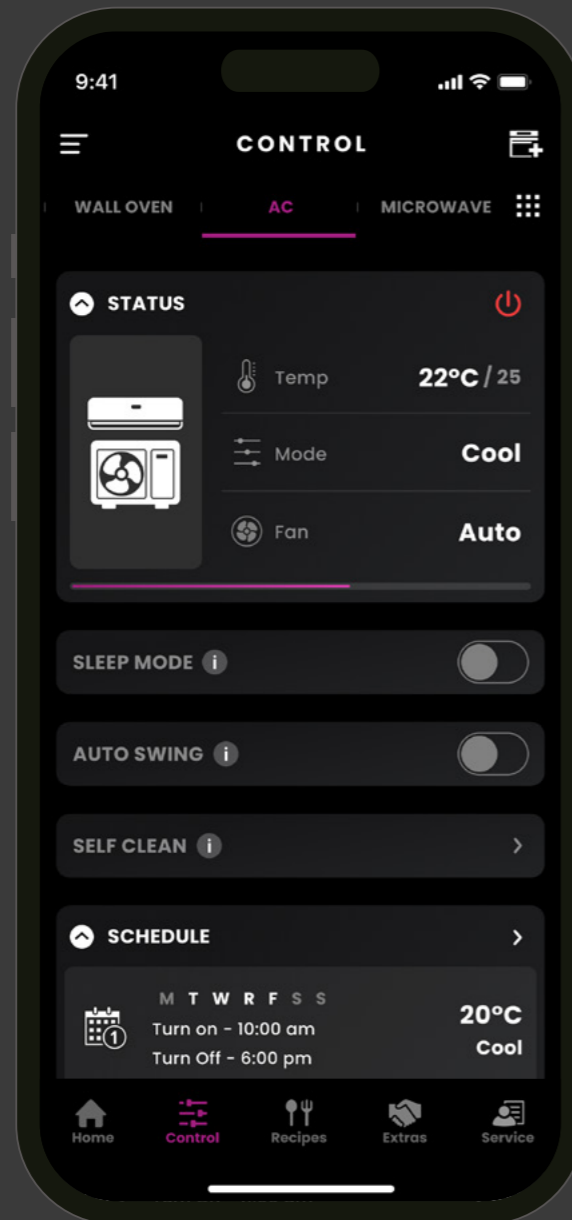 9:41
CONTROL
WALL OVEN AC MICROWAVE
STATUS
Temp 22°C / 25
Mode Cool
Fan Auto
SLEEP MODE i
AUTO SWING i
SELF CLEAN i
SCHEDULE
M T W R F S S
1
Turn on - 10:00 am
Turn Off - 6:00 pm
20°C
Cool
Home Control Recipes Extras Service